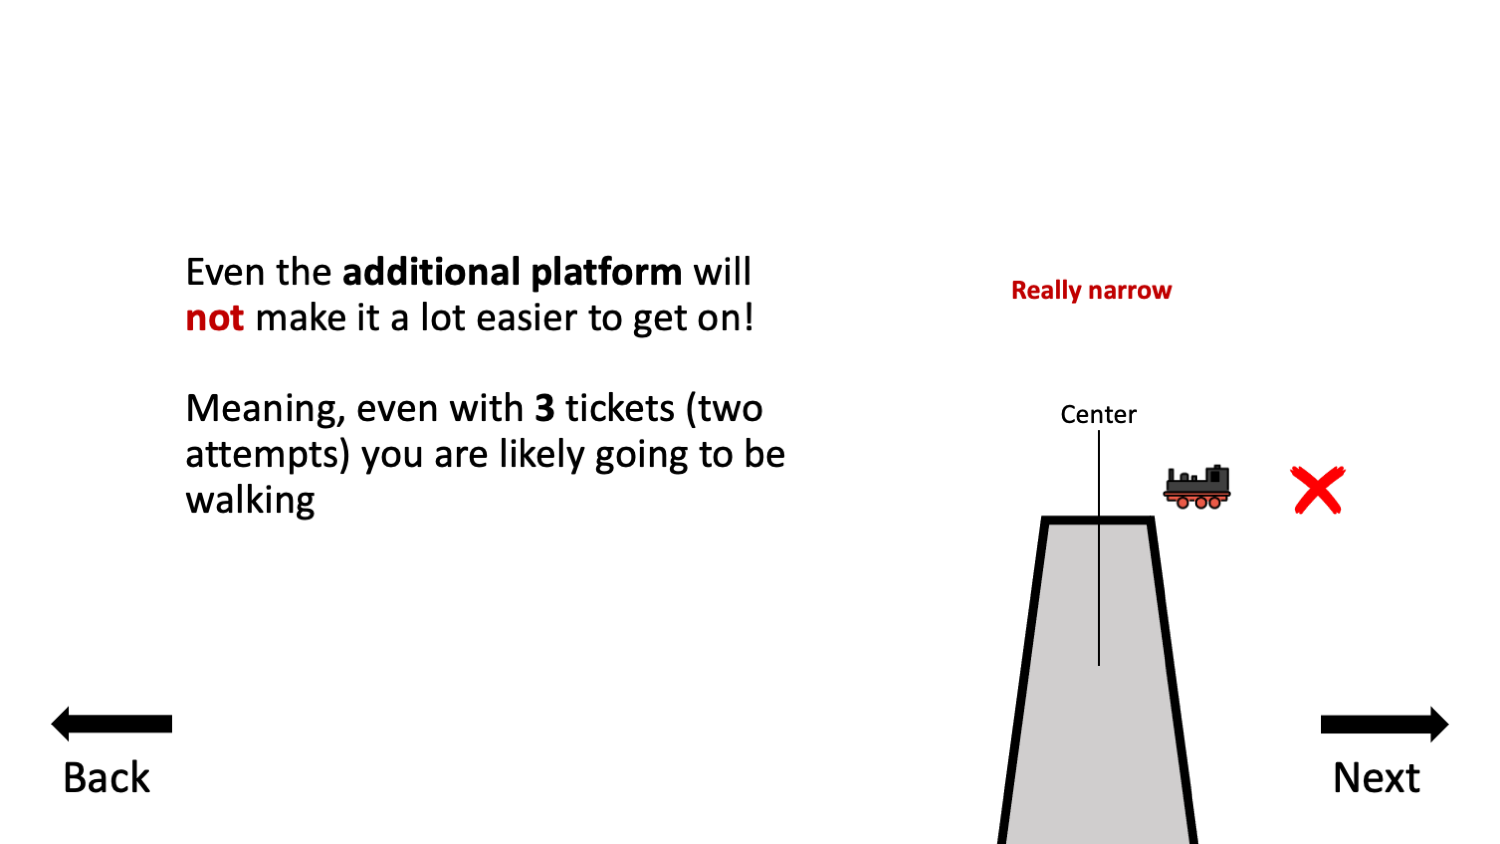 Even the additional platform will
not make it a lot easier to get on!
Meaning, even with 3 tickets (two
attempts) you are likely going to be
walking
Really narrow
Center
Back
Next